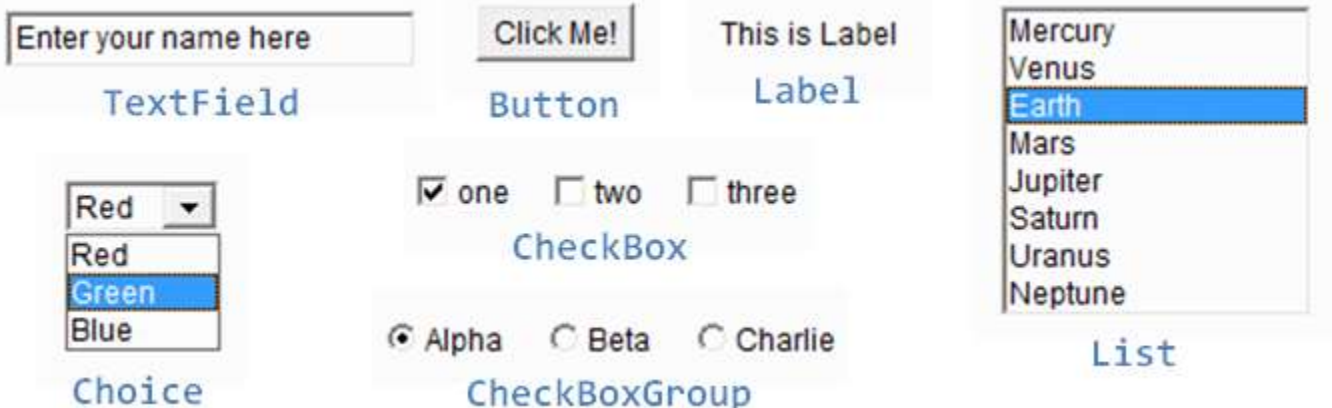 Enter your name here
TextField
Click Me!
Button
This is Label
Label
Mercury
Venus
Earth
Mars
Jupiter
Saturn
Uranus
Neptune
List
Red
Red
Green
Blue
Choice
one two three
CheckBox
Alpha Beta Charlie
CheckBoxGroup